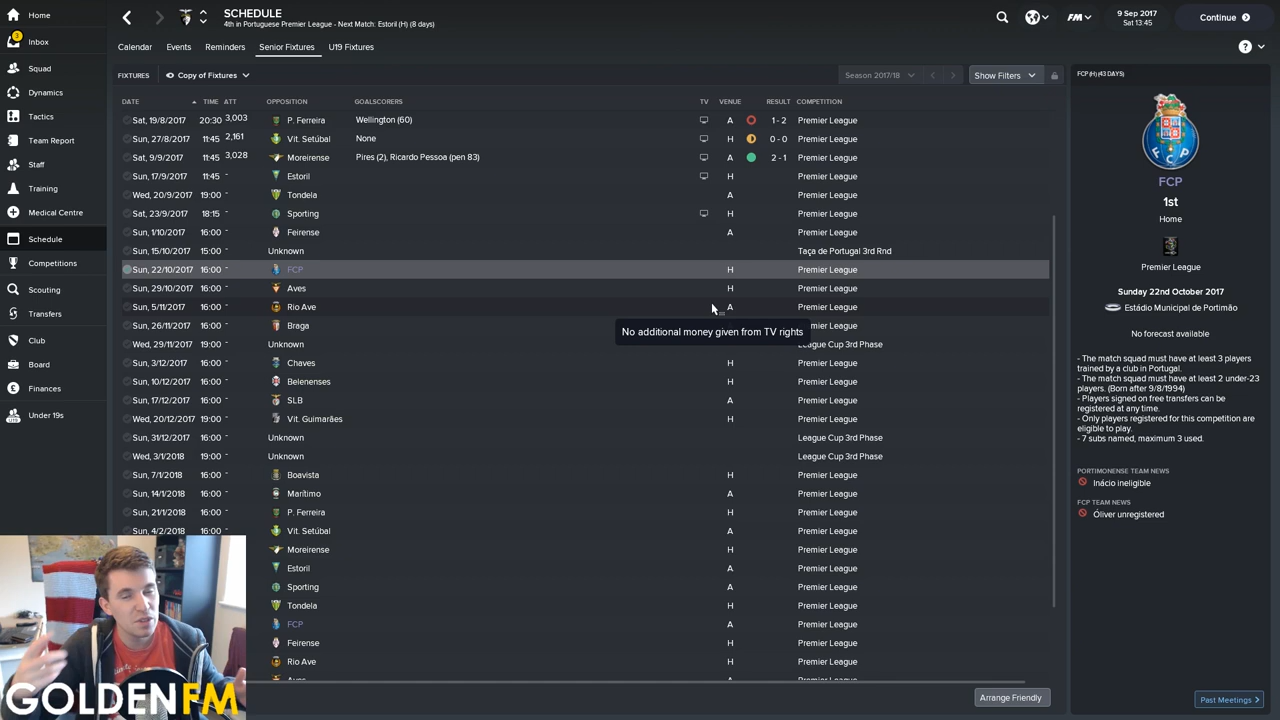 SCHEDULE
4th in Portuguese Premier League - Next Match: Estoril (H) (8 days)
FM
9 Sep 2017
Sat 13:45
Continue
Home
3
Inbox
Squad
Dynamics
Tactics
Team Report
Staff
Training
Medical Centre
Schedule
Competitions
Scouting
Transfers
Club
Board
Finances
Under 19s
Calendar
Events
Reminders
Senior Fixtures
U19 Fixtures
?
FIXTURES
Copy of Fixtures
Season 2017/18
Show Filters
DATE TIME ATT OPPOSITION GOALSCORERS TV VENUE RESULT COMPETITION
Sat, 19/8/2017 20:30 3,003 P. Ferreira Wellington (60) A 1 - 2 Premier League
Sun, 27/8/2017 11:45 2,161 Vit. Setúbal None H 0 - 0 Premier League
Sat, 9/9/2017 11:45 3,028 Moreirense Pires (2), Ricardo Pessoa (pen 83) A 2 - 1 Premier League
Sun, 17/9/2017 11:45 - Estoril H Premier League
Wed, 20/9/2017 19:00 - Tondela A Premier League
Sat, 23/9/2017 18:15 - Sporting H Premier League
Sun, 1/10/2017 16:00 - Feirense A Premier League
Sun, 15/10/2017 15:00 - Unknown Taça de Portugal 3rd Rnd
Sun, 22/10/2017 16:00 - FCP H Premier League
Sun, 29/10/2017 16:00 - Aves H Premier League
Sun, 5/11/2017 16:00 - Rio Ave A Premier League
Sun, 26/11/2017 16:00 - Braga Premier League
No additional money given from TV rights
Wed, 29/11/2017 19:00 - Unknown League Cup 3rd Phase
Sun, 3/12/2017 16:00 - Chaves H Premier League
Sun, 10/12/2017 16:00 - Belenenses H Premier League
Sun, 17/12/2017 16:00 - SLB A Premier League
Wed, 20/12/2017 19:00 - Vit. Guimarães H Premier League
Sun, 31/12/2017 16:00 - Unknown League Cup 3rd Phase
Wed, 3/1/2018 19:00 - Unknown League Cup 3rd Phase
Sun, 7/1/2018 16:00 - Boavista H Premier League
Sun, 14/1/2018 16:00 - Marítimo A Premier League
Sun, 21/1/2018 16:00 - P. Ferreira H Premier League
Sun, 4/2/2018 16:00 - Vit. Setúbal A Premier League
Moreirense H Premier League
Estoril A Premier League
Sporting A Premier League
Tondela H Premier League
FCP A Premier League
Feirense H Premier League
Rio Ave H Premier League
Arrange Friendly
FCP (H) (43 DAYS)
FCP
FCP
1st
Home
Premier League
Sunday 22nd October 2017
Estádio Municipal de Portimão
No forecast available
- The match squad must have at least 3 players
trained by a club in Portugal.
- The match squad must have at least 2 under-23
players. (Born after 9/8/1994)
- Players signed on free transfers can be
registered at any time.
- Only players registered for this competition are
eligible to play.
- 7 subs named, maximum 3 used.
PORTIMONENSE TEAM NEWS
Inácio ineligible
FCP TEAM NEWS
Óliver unregistered
Past Meetings
GOLDENFM